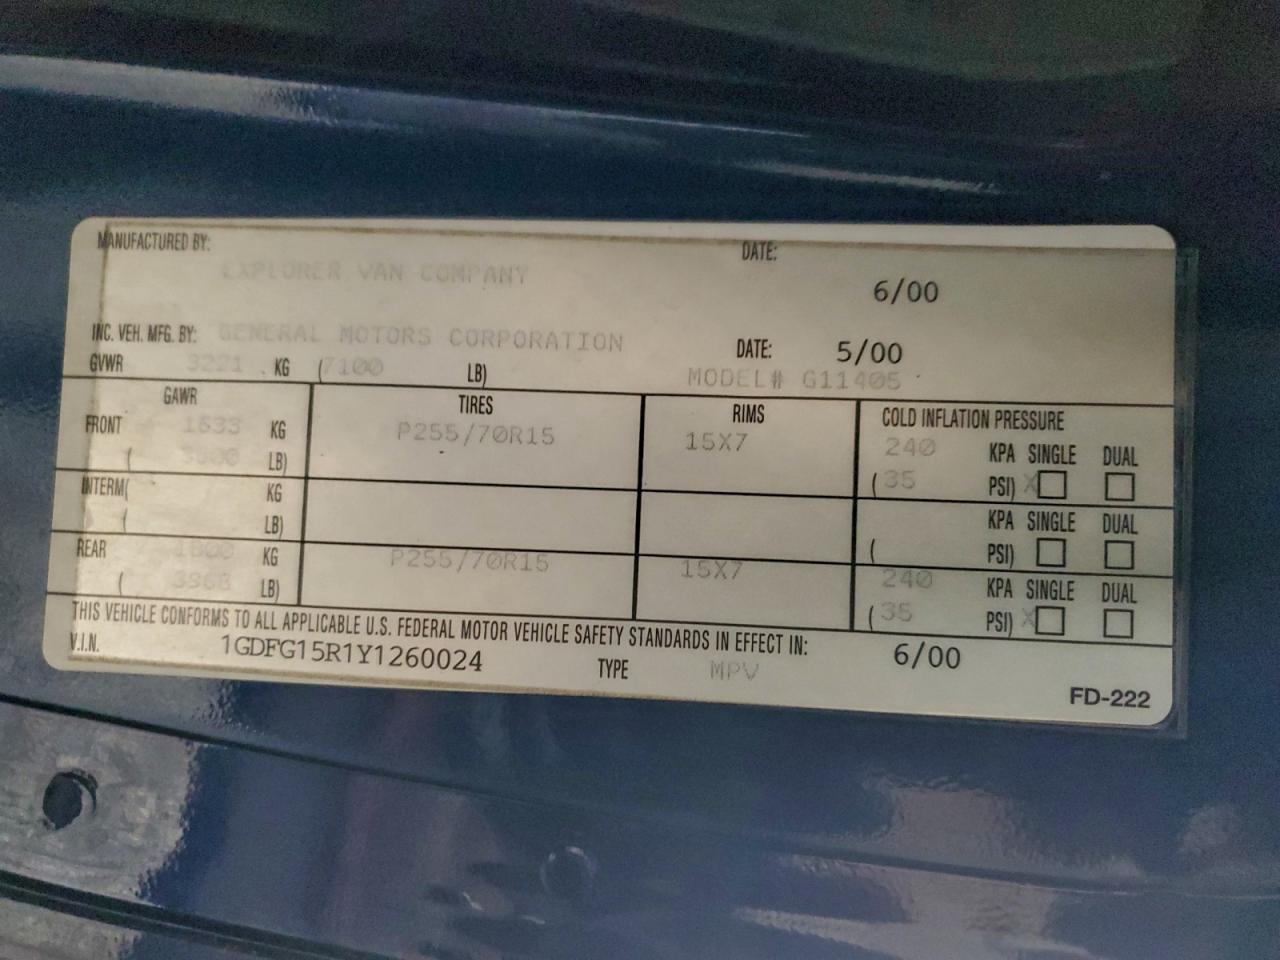 MANUFACTURED BY: DATE:
EXPLORER VAN COMPANY 6/00
INC. VEH. MFG. BY: GENERAL MOTORS CORPORATION DATE: 5/00
GVWR 3221 KG (7100 LB) MODEL# G11405
GAWR TIRES RIMS COLD INFLATION PRESSURE
FRONT 1633 KG P255/70R15 15X7 240 KPA SINGLE DUAL
( LB) (35 PSI) X
INTERM( KG KPA SINGLE DUAL
( LB) ( PSI)
REAR 1800 KG P255/70R15 15X7 240 KPA SINGLE DUAL
( 3968 LB) (35 PSI) X
THIS VEHICLE CONFORMS TO ALL APPLICABLE U.S. FEDERAL MOTOR VEHICLE SAFETY STANDARDS IN EFFECT IN: 6/00
V.I.N. 1GDFG15R1Y1260024 TYPE MPV
FD-222